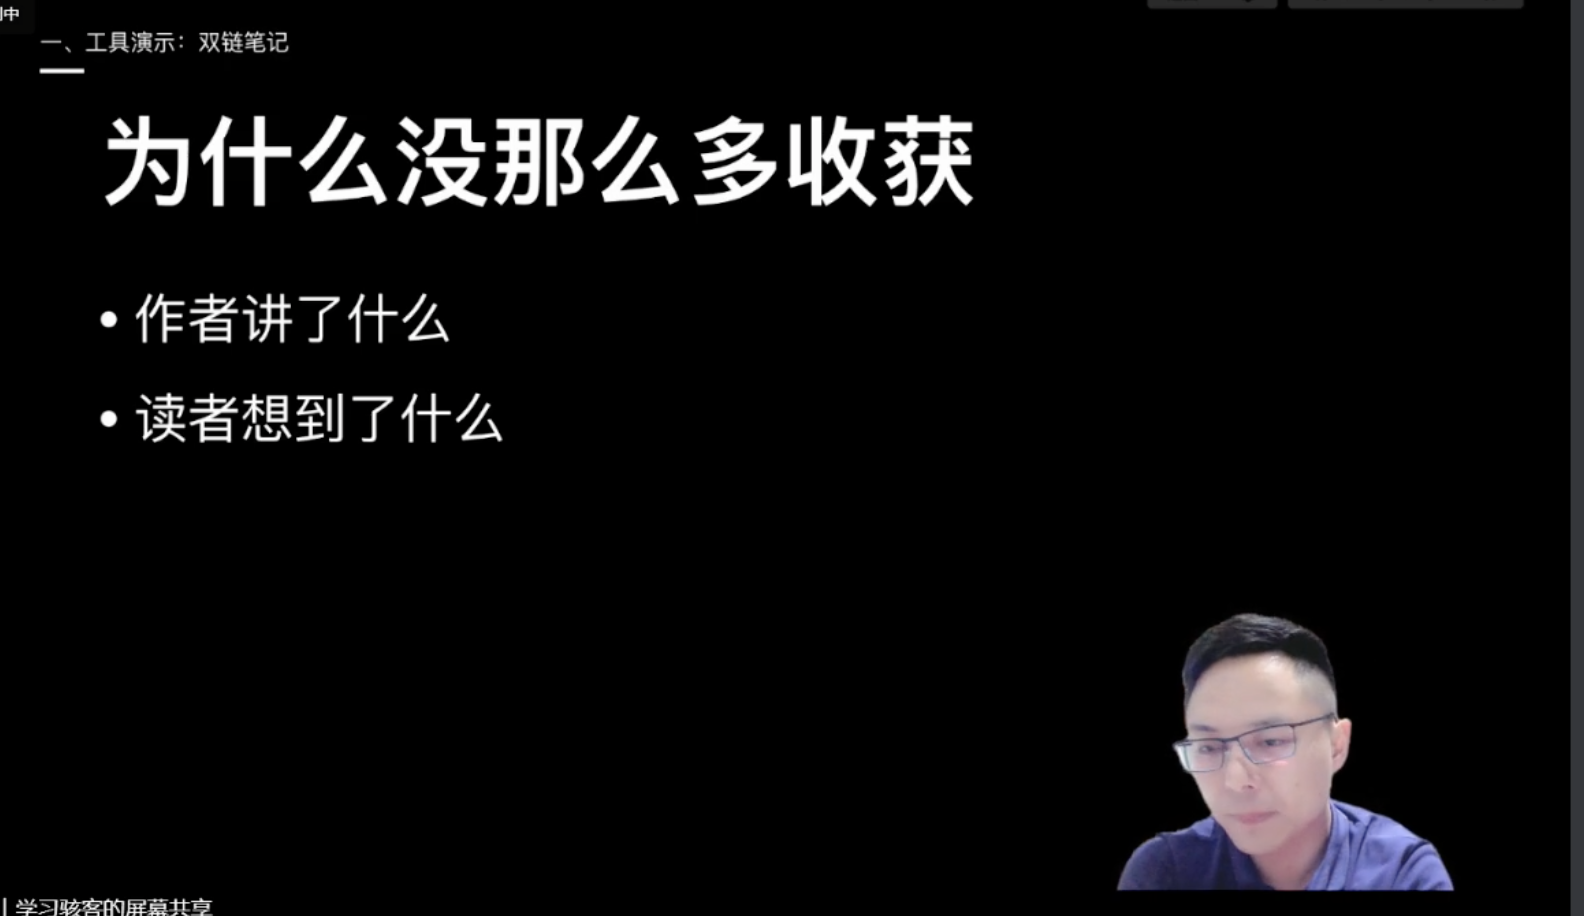 中
一、工具演示：双链笔记
为什么没那么多收获
• 作者讲了什么
• 读者想到了什么
学习骇客的屏幕共享